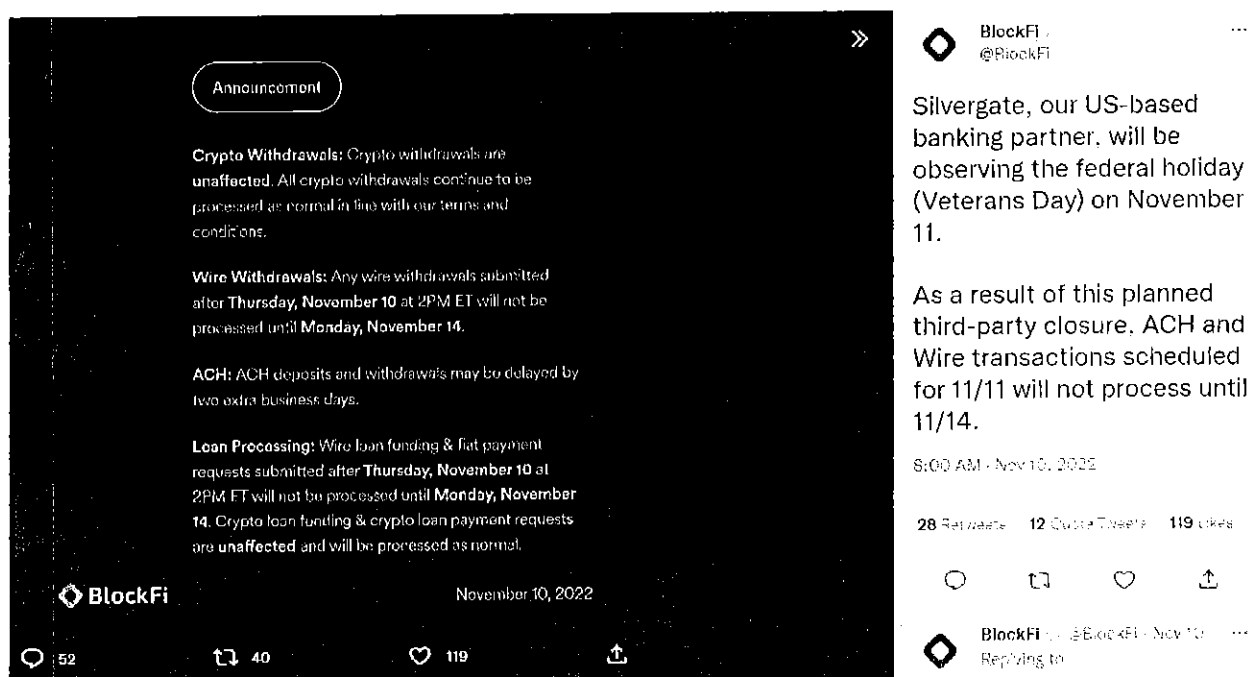 Announcement
Crypto Withdrawals: Crypto withdrawals are
unaffected. All crypto withdrawals continue to be
processed as normal in line with our terms and
conditions.
Wire Withdrawals: Any wire withdrawals submitted
after Thursday, November 10 at 2PM ET will not be
processed until Monday, November 14.
ACH: ACH deposits and withdrawals may be delayed by
two extra business days.
Loan Processing: Wire loan funding & fiat payment
requests submitted after Thursday, November 10 at
2PM ET will not be processed until Monday, November
14. Crypto loan funding & crypto loan payment requests
are unaffected and will be processed as normal.
BlockFi
November 10, 2022
52
40
119
BlockFi
@BlockFi
Silvergate, our US-based
banking partner, will be
observing the federal holiday
(Veterans Day) on November
11.
As a result of this planned
third-party closure, ACH and
Wire transactions scheduled
for 11/11 will not process until
11/14.
8:00 AM · Nov 10, 2022
28 Retweets 12 Quote Tweets 119 Likes
BlockFi @BlockFi · Nov 10
Replying to